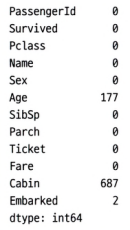 PassengerId 0
Survived 0
Pclass 0
Name 0
Sex 0
Age 177
SibSp 0
Parch 0
Ticket 0
Fare 0
Cabin 687
Embarked 2
dtype: int64